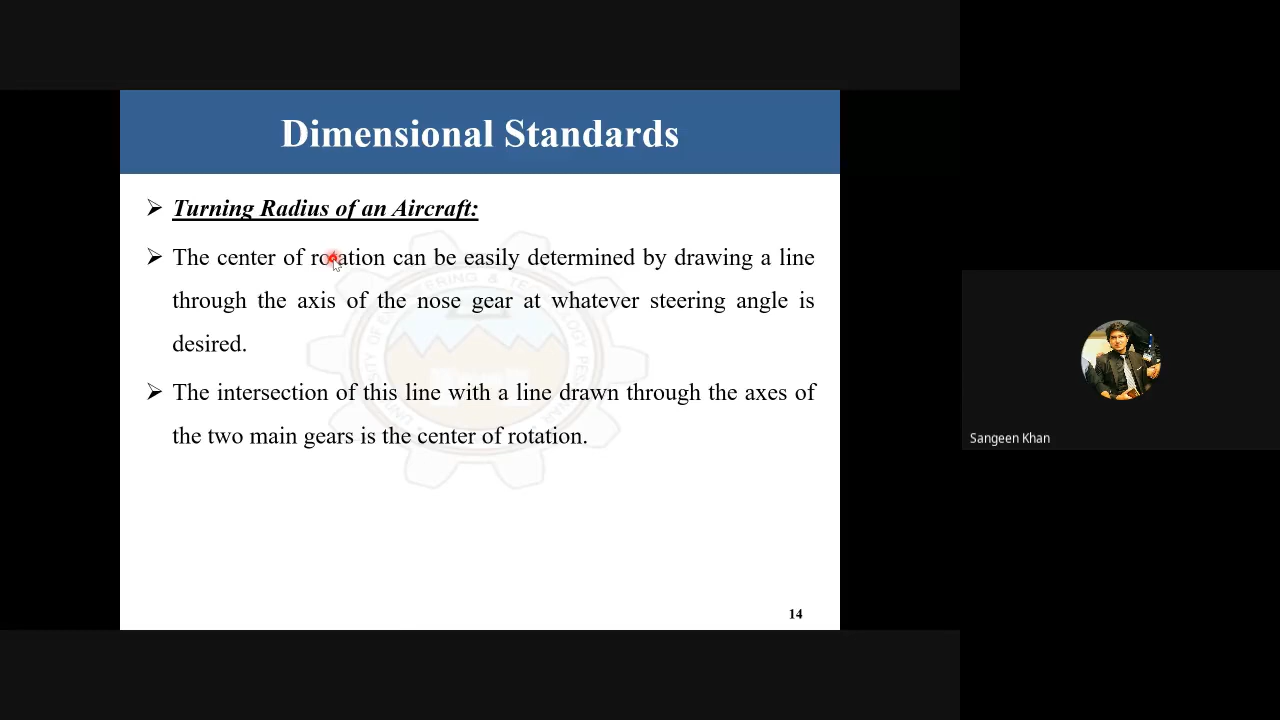 Dimensional Standards
➢ Turning Radius of an Aircraft:
➢ The center of rotation can be easily determined by drawing a line
through the axis of the nose gear at whatever steering angle is
desired.
➢ The intersection of this line with a line drawn through the axes of
the two main gears is the center of rotation.
14
Sangeen Khan